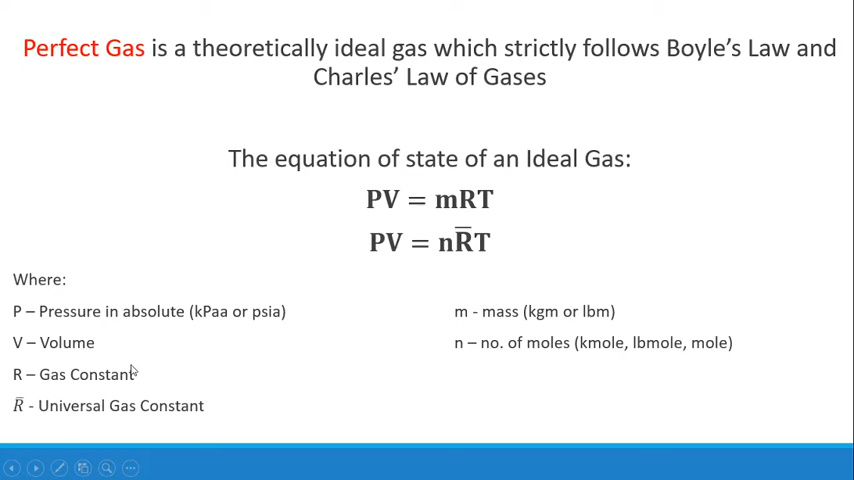 Perfect Gas is a theoretically ideal gas which strictly follows Boyle's Law and
Charles' Law of Gases
The equation of state of an Ideal Gas:
PV = mRT
PV = nR̅T
Where:
P – Pressure in absolute (kPaa or psia)
V – Volume
R – Gas Constant
R̅ - Universal Gas Constant
m - mass (kgm or lbm)
n – no. of moles (kmole, lbmole, mole)